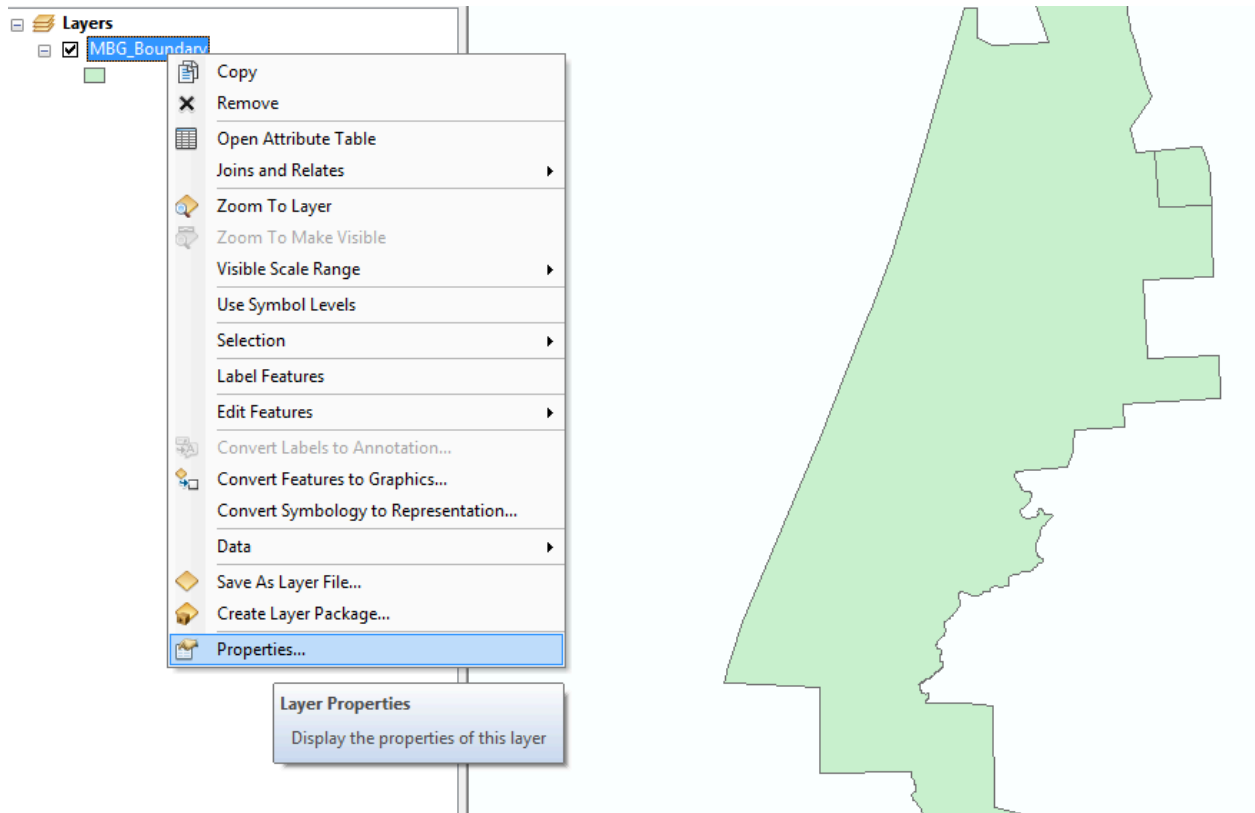 Layers
MBG_Boundary
Copy
Remove
Open Attribute Table
Joins and Relates
Zoom To Layer
Zoom To Make Visible
Visible Scale Range
Use Symbol Levels
Selection
Label Features
Edit Features
Convert Labels to Annotation...
Convert Features to Graphics...
Convert Symbology to Representation...
Data
Save As Layer File...
Create Layer Package...
Properties...
Layer Properties
Display the properties of this layer